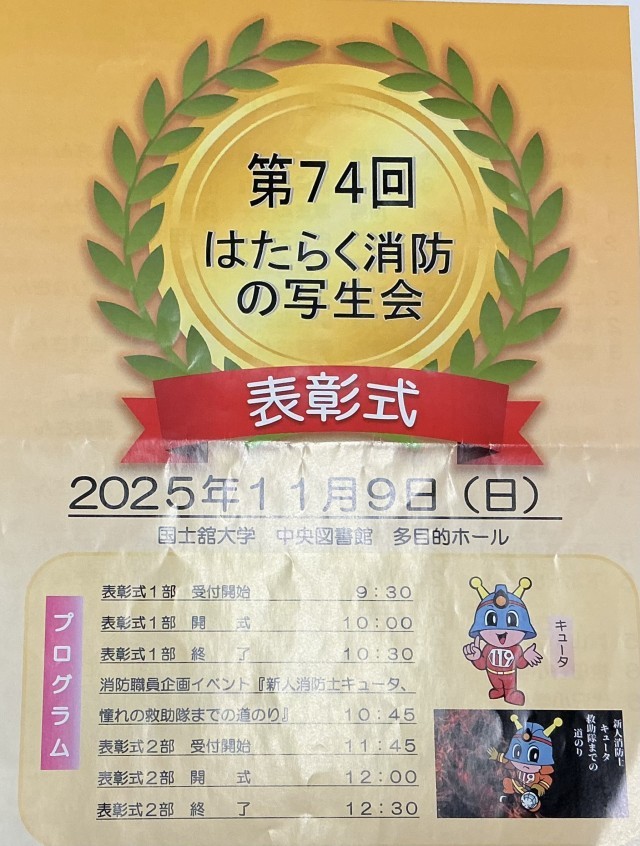 第74回
はたらく消防
の写生会
表彰式
2025年11月9日（日）
国士舘大学　中央図書館　多目的ホール
プログラム
表彰式1部　受付開始　9：30
表彰式1部　開　式　10：00
表彰式1部　終　了　10：30
消防職員企画イベント『新人消防士キュータ、
憧れの救助隊までの道のり』　10：45
表彰式2部　受付開始　11：45
表彰式2部　開　式　12：00
表彰式2部　終　了　12：30
119
キュータ
新人消防士
キュータ
救助隊までの
道のり
119